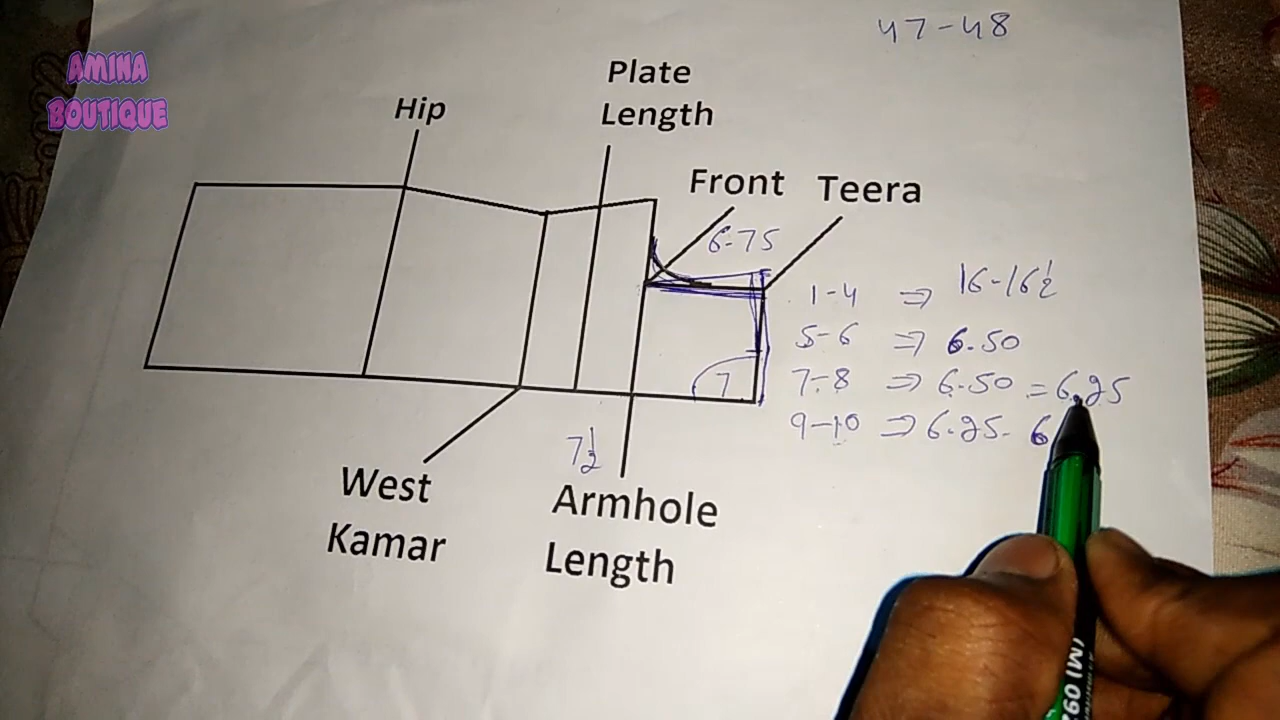 47-48
AMINA
BOUTIQUE
Hip
Plate
Length
Front
Teera
6.75
1-4 ⇒ 16-16½
5-6 ⇒ 6.50
7-8 ⇒ 6.50 = 6.25
9-10 ⇒ 6.25- 6
7
7½
West
Kamar
Armhole
Length
(M) 09